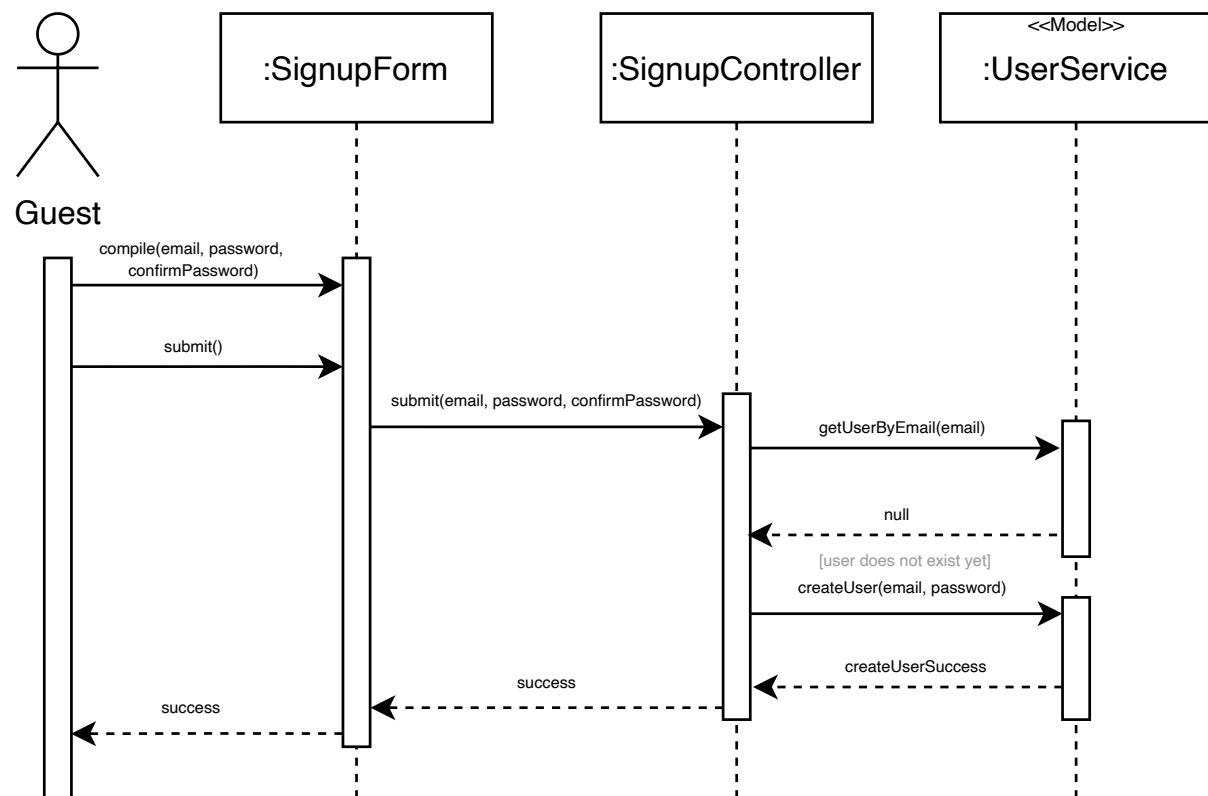 <<Model>>
:SignupForm
:SignupController
:UserService
Guest
compile(email, password,
confirmPassword)
submit()
submit(email, password, confirmPassword)
getUserByEmail(email)
null
[user does not exist yet]
createUser(email, password)
createUserSuccess
success
success